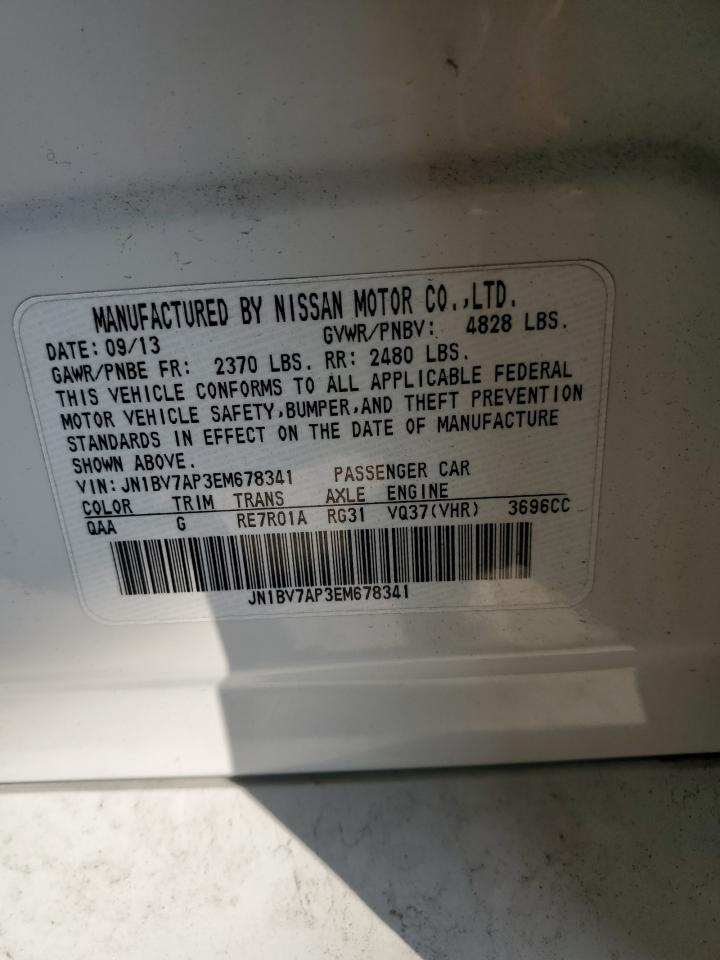 MANUFACTURED BY NISSAN MOTOR CO.,LTD.
DATE: 09/13 GVWR/PNBV: 4828 LBS.
GAWR/PNBE FR: 2370 LBS. RR: 2480 LBS.
THIS VEHICLE CONFORMS TO ALL APPLICABLE FEDERAL
MOTOR VEHICLE SAFETY,BUMPER,AND THEFT PREVENTION
STANDARDS IN EFFECT ON THE DATE OF MANUFACTURE
SHOWN ABOVE.
VIN: JN1BV7AP3EM678341 PASSENGER CAR
COLOR TRIM TRANS AXLE ENGINE
QAA G RE7R01A RG31 VQ37(VHR) 3696CC
JN1BV7AP3EM678341